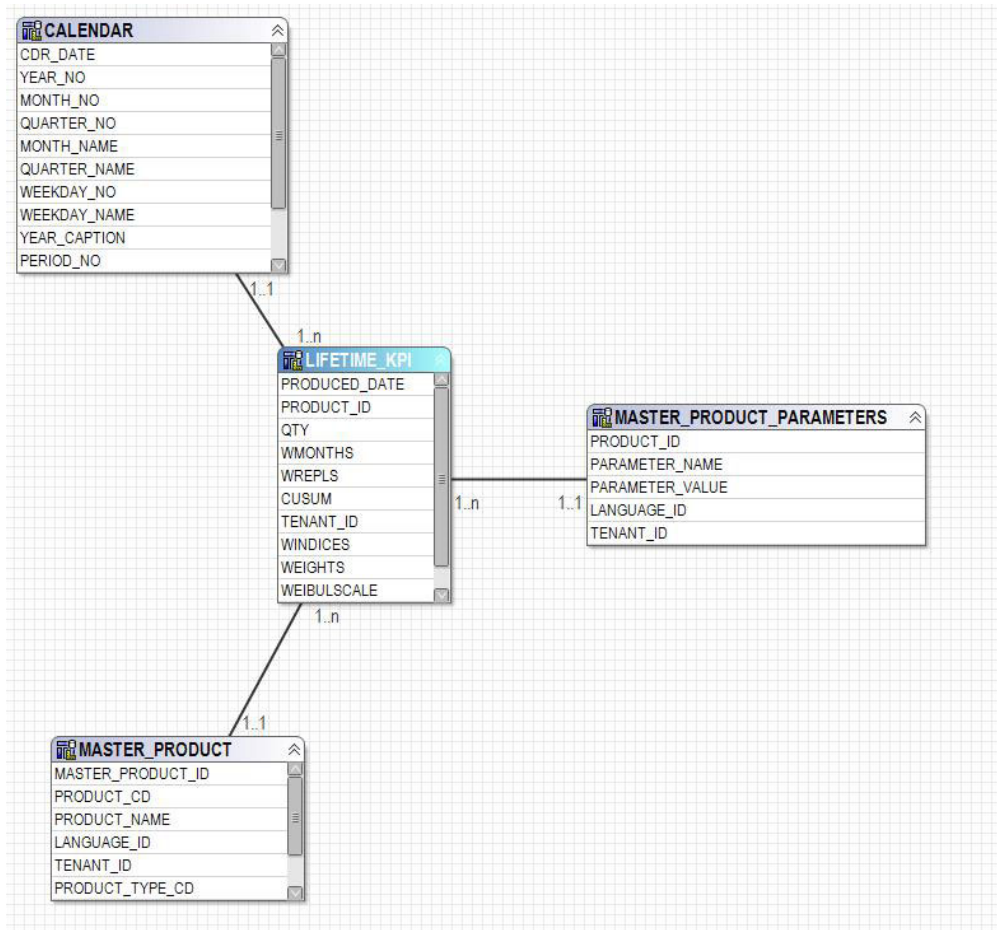 CALENDAR
CDR_DATE
YEAR_NO
MONTH_NO
QUARTER_NO
MONTH_NAME
QUARTER_NAME
WEEKDAY_NO
WEEKDAY_NAME
YEAR_CAPTION
PERIOD_NO
1..1
1..n
LIFETIME_KPI
PRODUCED_DATE
PRODUCT_ID
QTY
WMONTHS
WREPLS
CUSUM
TENANT_ID
WINDICES
WEIGHTS
WEIBULSCALE
1..n
1..1
MASTER_PRODUCT_PARAMETERS
PRODUCT_ID
PARAMETER_NAME
PARAMETER_VALUE
LANGUAGE_ID
TENANT_ID
1..n
1..1
MASTER_PRODUCT
MASTER_PRODUCT_ID
PRODUCT_CD
PRODUCT_NAME
LANGUAGE_ID
TENANT_ID
PRODUCT_TYPE_CD